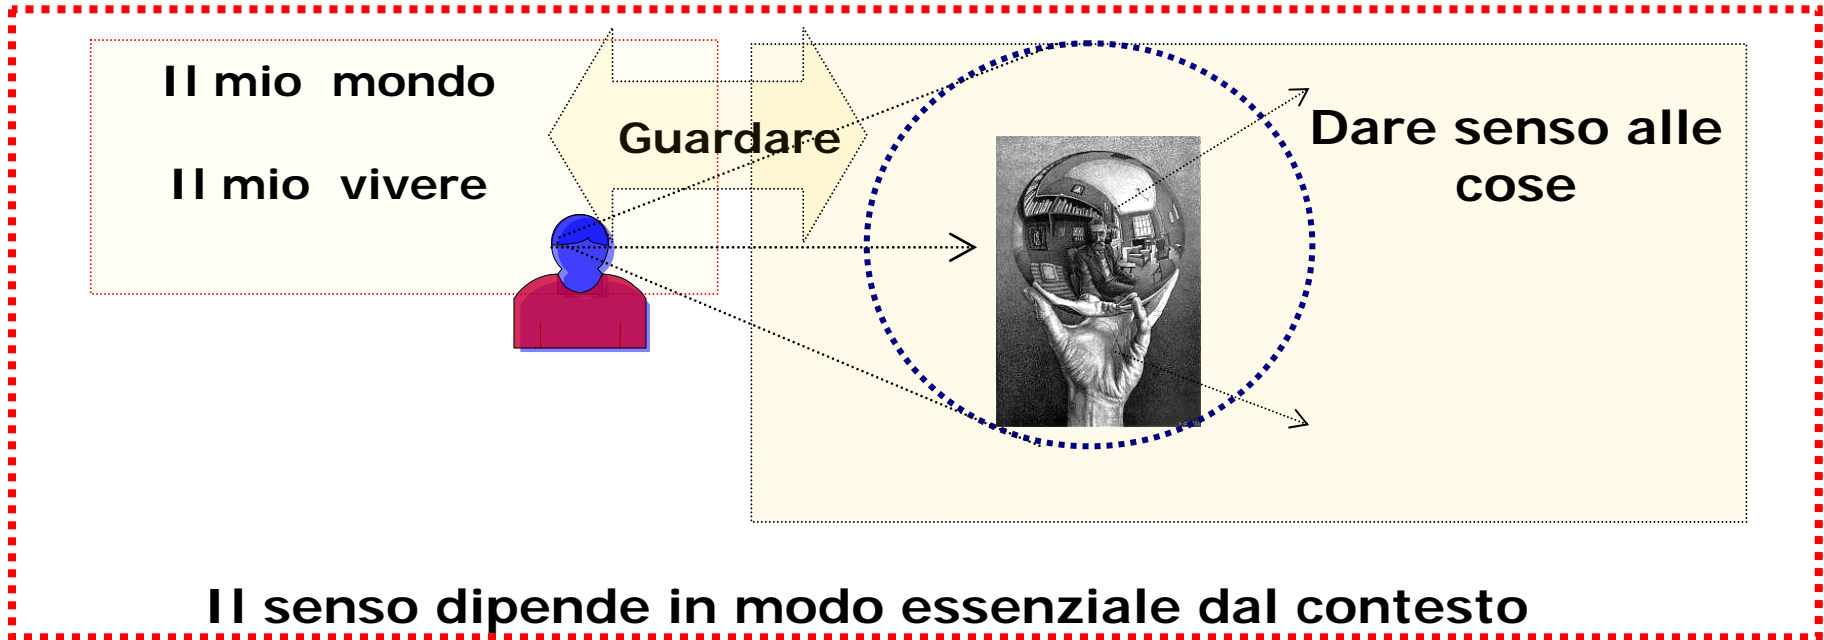 Il mio mondo
Il mio vivere
Guardare
Dare senso alle
cose
Il senso dipende in modo essenziale dal contesto